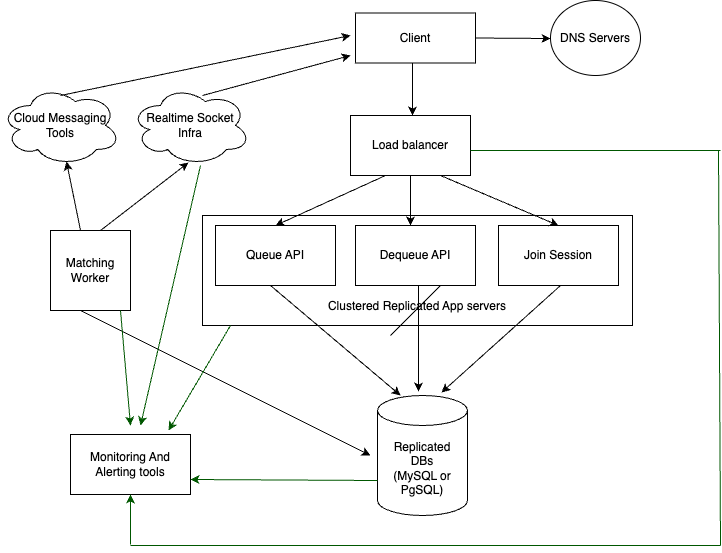 Client
DNS Servers
Cloud Messaging
Tools
Realtime Socket
Infra
Load balancer
Matching
Worker
Queue API
Dequeue API
Join Session
Clustered Replicated App servers
Monitoring And
Alerting tools
Replicated
DBs
(MySQL or
PgSQL)